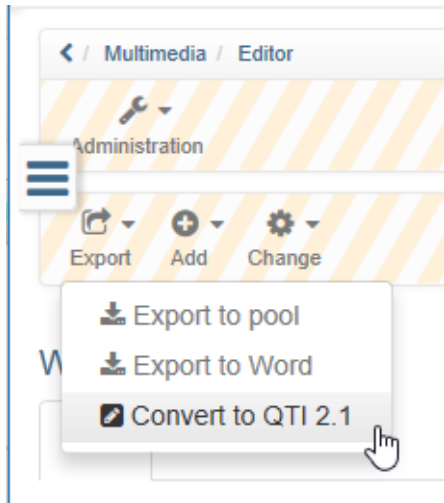 / Multimedia / Editor
Administration
Export Add Change
Export to pool
Export to Word
W
Convert to QTI 2.1